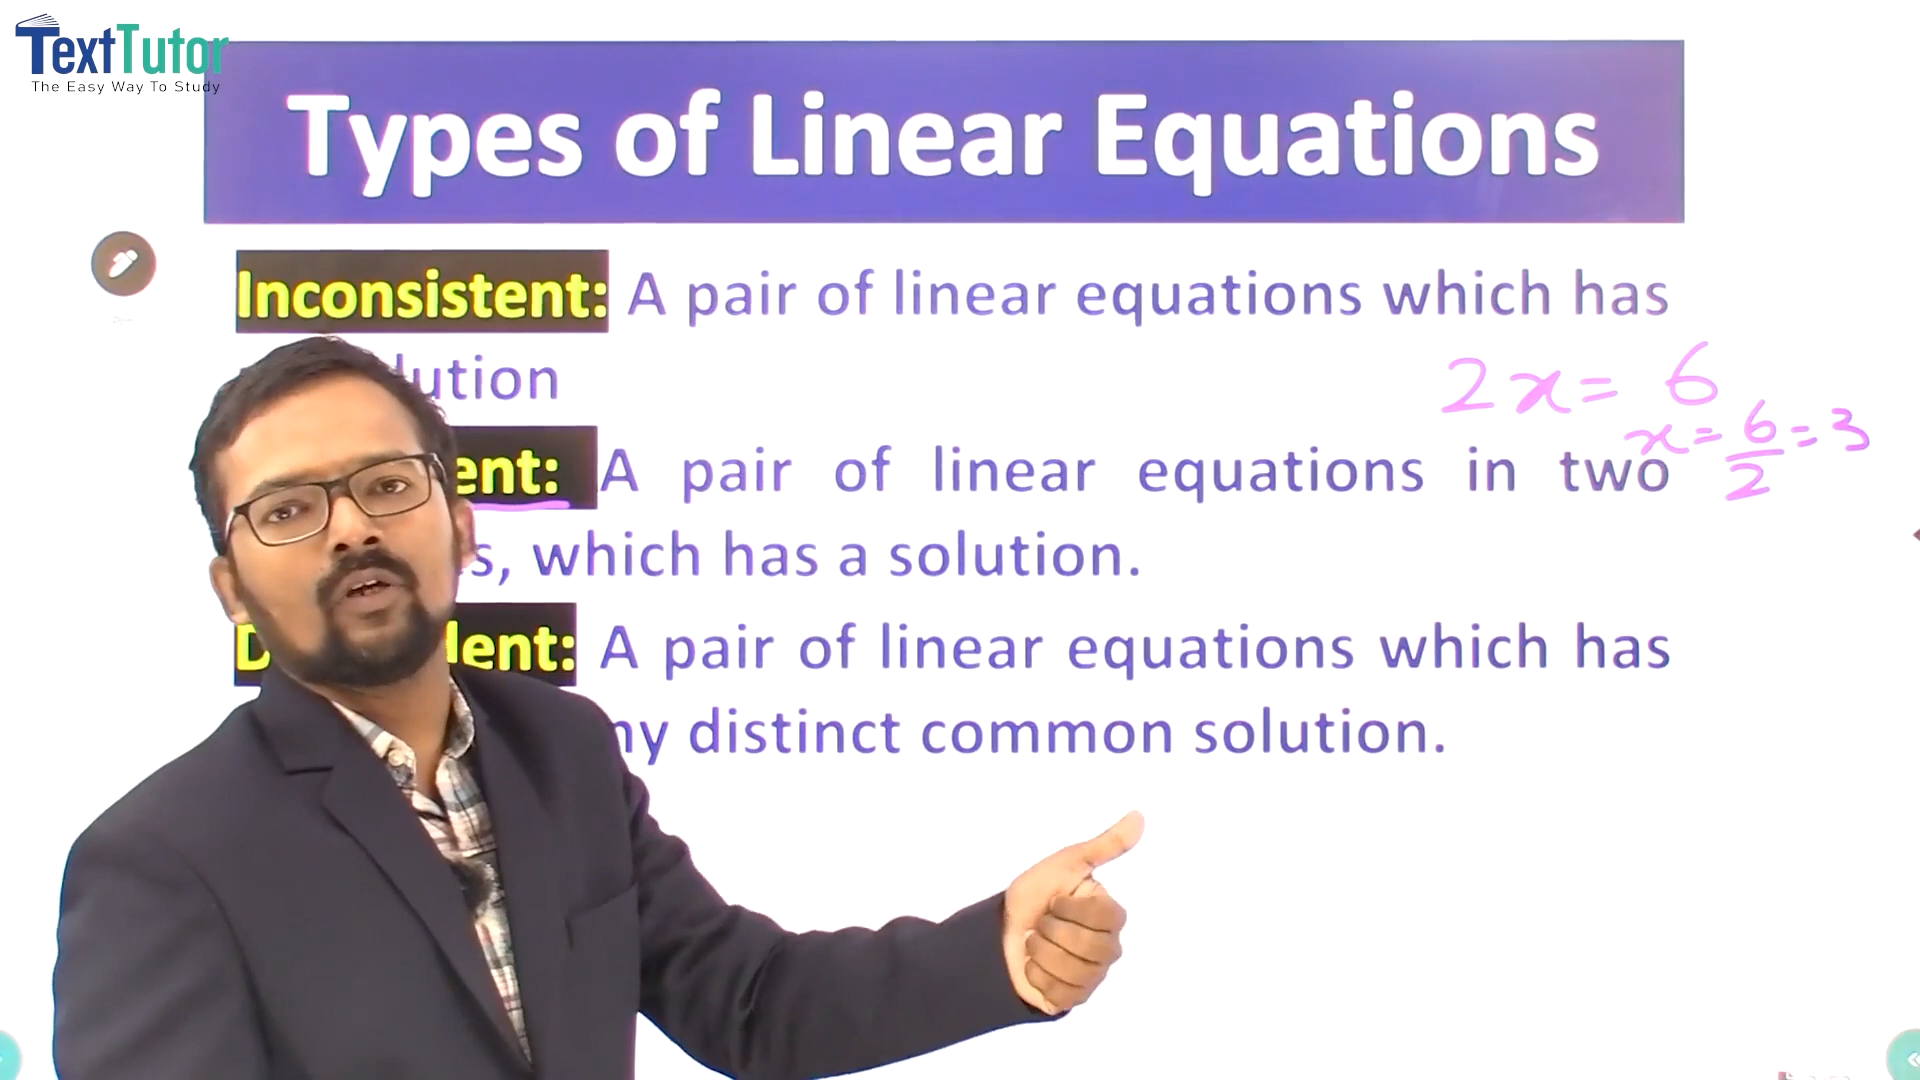 TextTutor
The Easy Way To Study
Types of Linear Equations
Inconsistent: A pair of linear equations which has
lution
2x = 6
x = 6/2 = 3
ent: A pair of linear equations in two
s, which has a solution.
D dent: A pair of linear equations which has
ny distinct common solution.